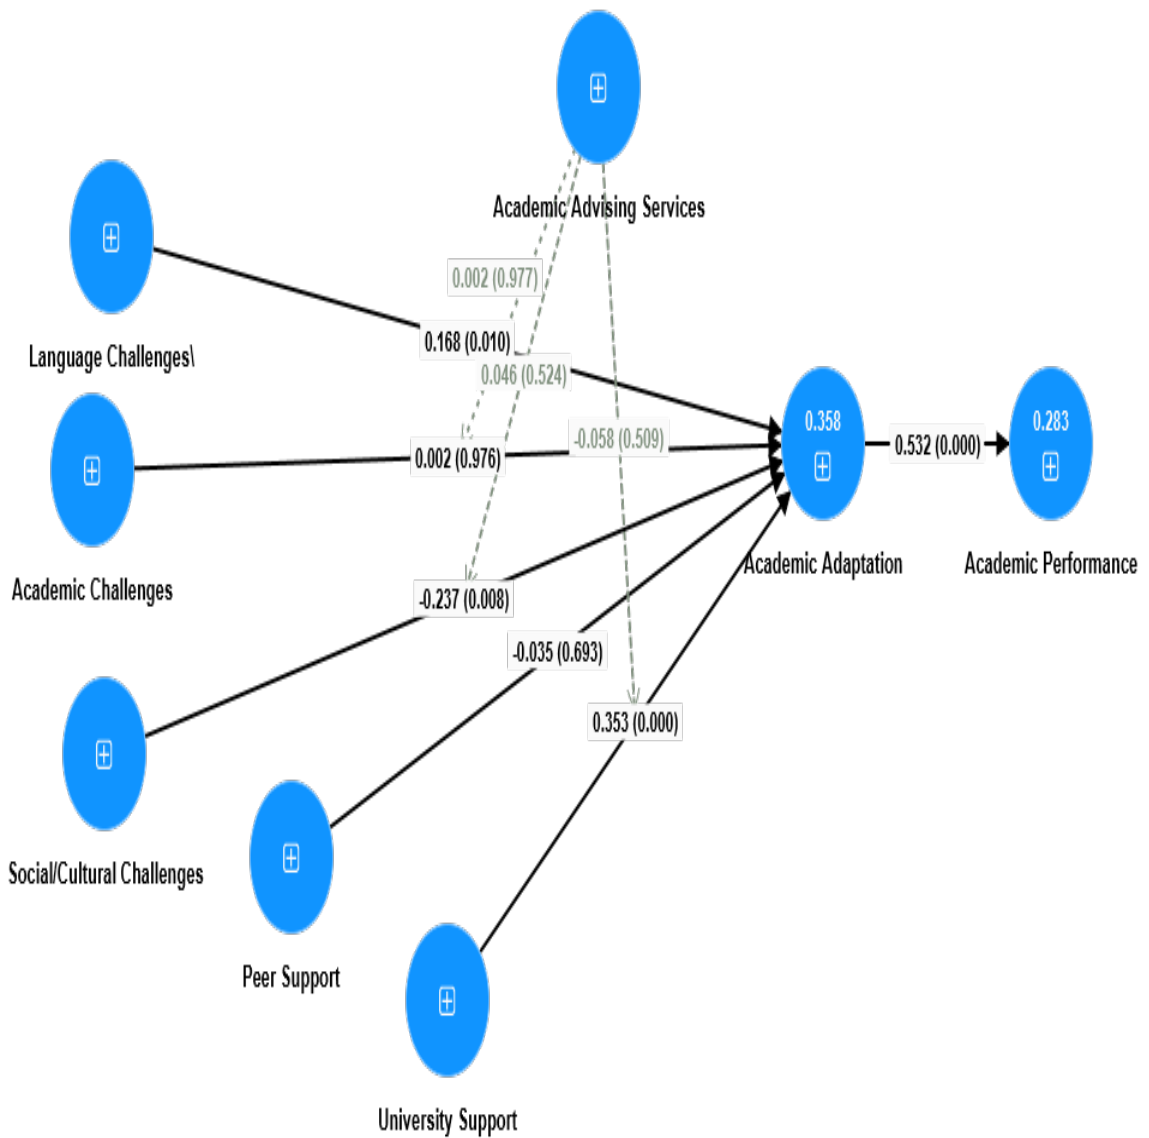 Academic Advising Services
Language Challenges\
0.002 (0.977)
0.168 (0.010)
0.046 (0.524)
0.358
0.283
-0.058 (0.509)
0.532 (0.000)
0.002 (0.976)
Academic Adaptation
Academic Performance
Academic Challenges
-0.237 (0.008)
-0.035 (0.693)
0.353 (0.000)
Social/Cultural Challenges
Peer Support
University Support